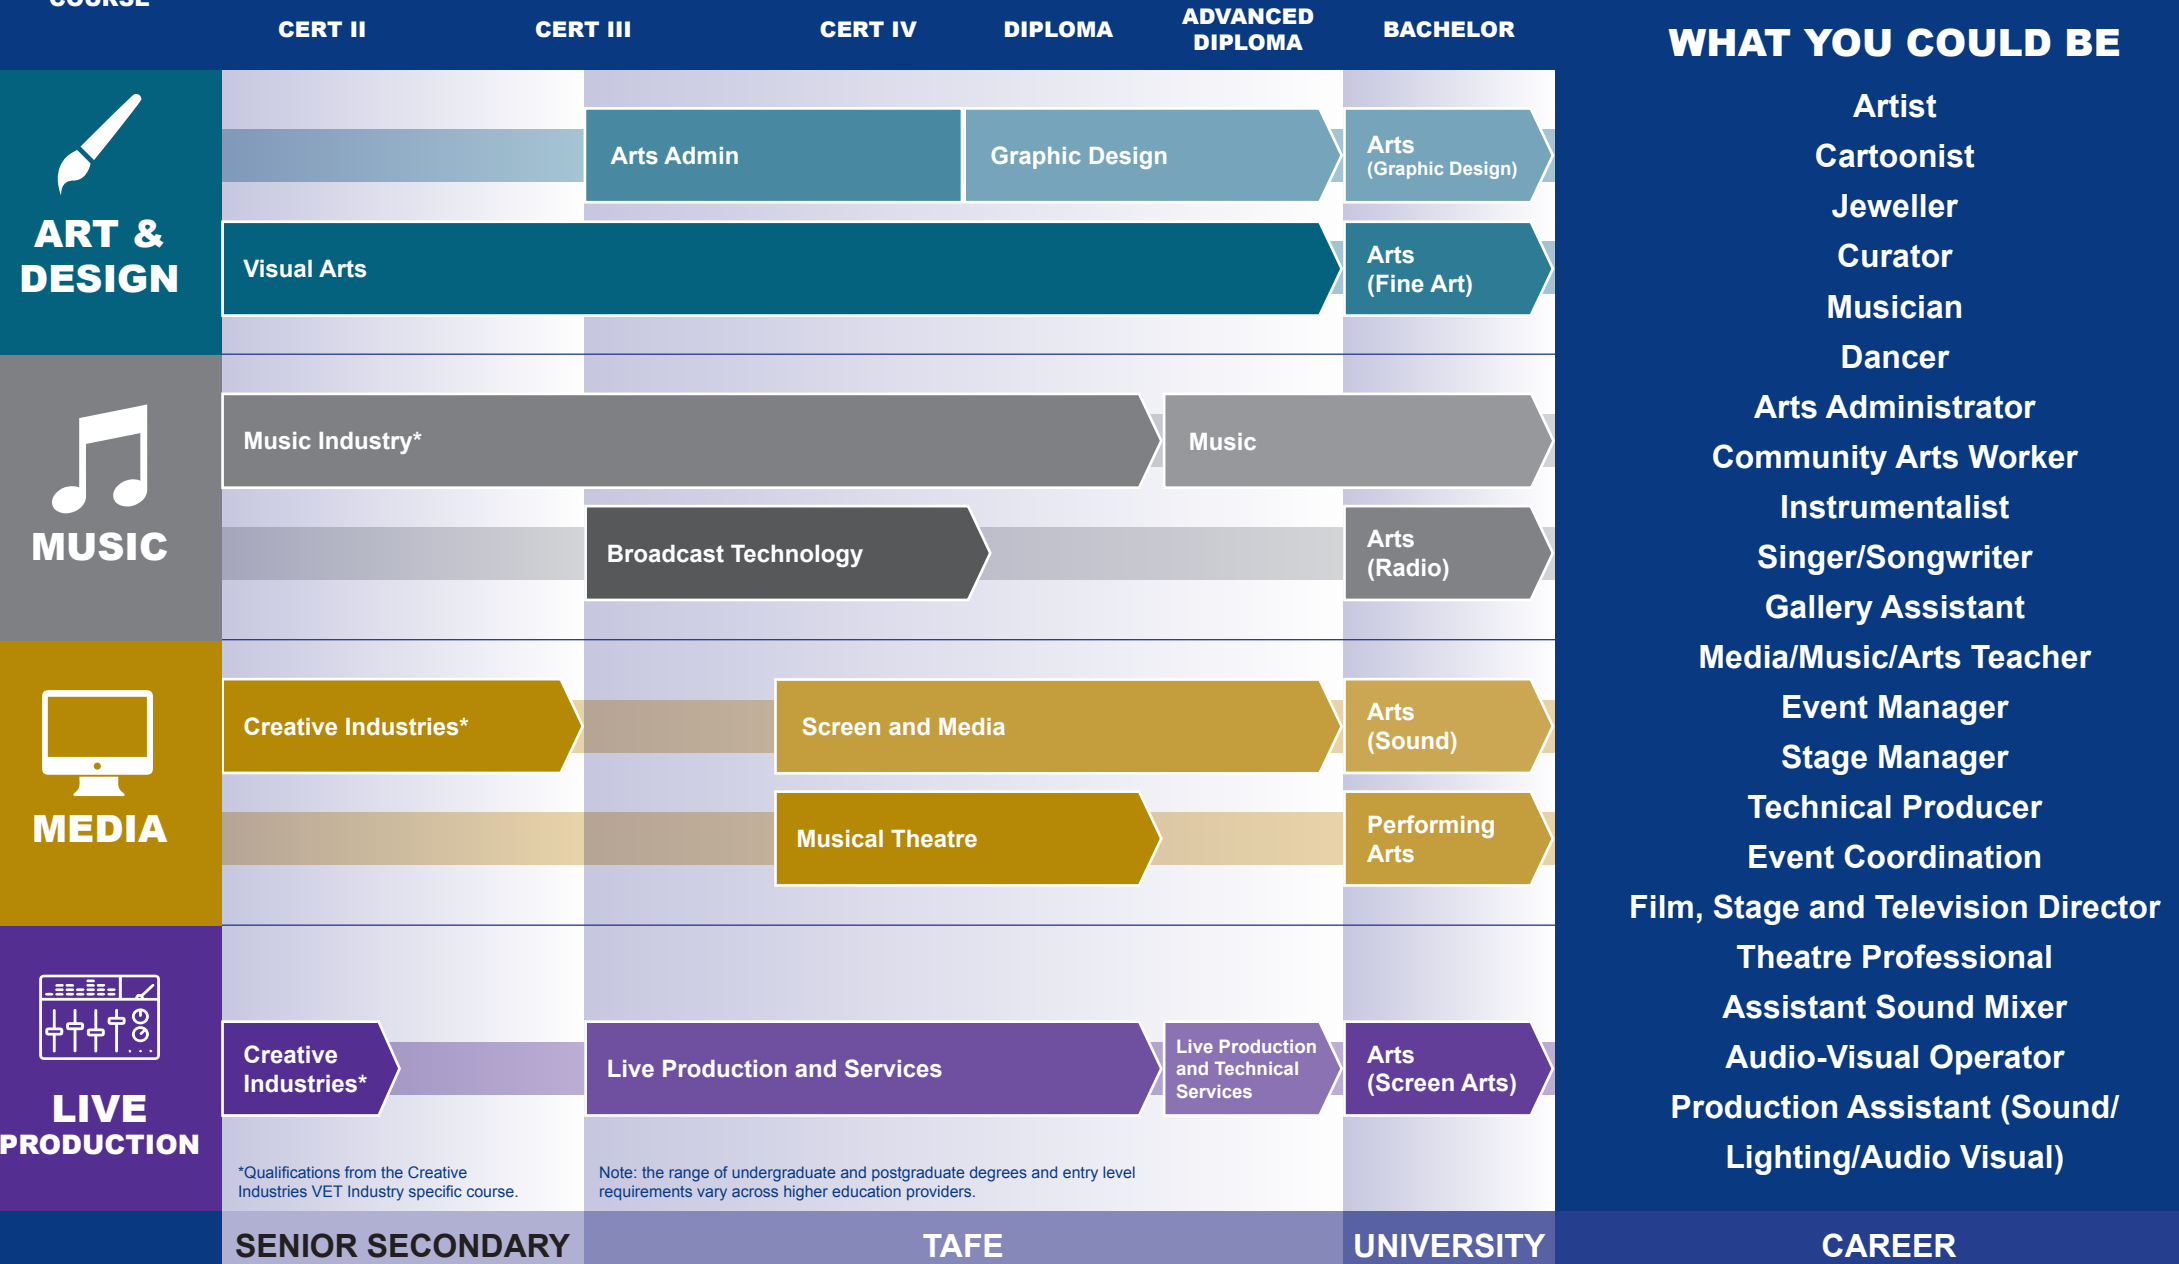 COURSE
CERT II
CERT III
CERT IV
DIPLOMA
ADVANCED
DIPLOMA
BACHELOR
WHAT YOU COULD BE
ART &
DESIGN
Arts Admin
Graphic Design
Arts
(Graphic Design)
Visual Arts
Arts
(Fine Art)
MUSIC
Music Industry*
Music
Broadcast Technology
Arts
(Radio)
MEDIA
Creative Industries*
Screen and Media
Arts
(Sound)
Musical Theatre
Performing
Arts
LIVE
PRODUCTION
Creative
Industries*
Live Production and Services
Live Production
and Technical
Services
Arts
(Screen Arts)
*Qualifications from the Creative
Industries VET Industry specific course.
Note: the range of undergraduate and postgraduate degrees and entry level
requirements vary across higher education providers.
Artist
Cartoonist
Jeweller
Curator
Musician
Dancer
Arts Administrator
Community Arts Worker
Instrumentalist
Singer/Songwriter
Gallery Assistant
Media/Music/Arts Teacher
Event Manager
Stage Manager
Technical Producer
Event Coordination
Film, Stage and Television Director
Theatre Professional
Assistant Sound Mixer
Audio-Visual Operator
Production Assistant (Sound/
Lighting/Audio Visual)
SENIOR SECONDARY
TAFE
UNIVERSITY
CAREER